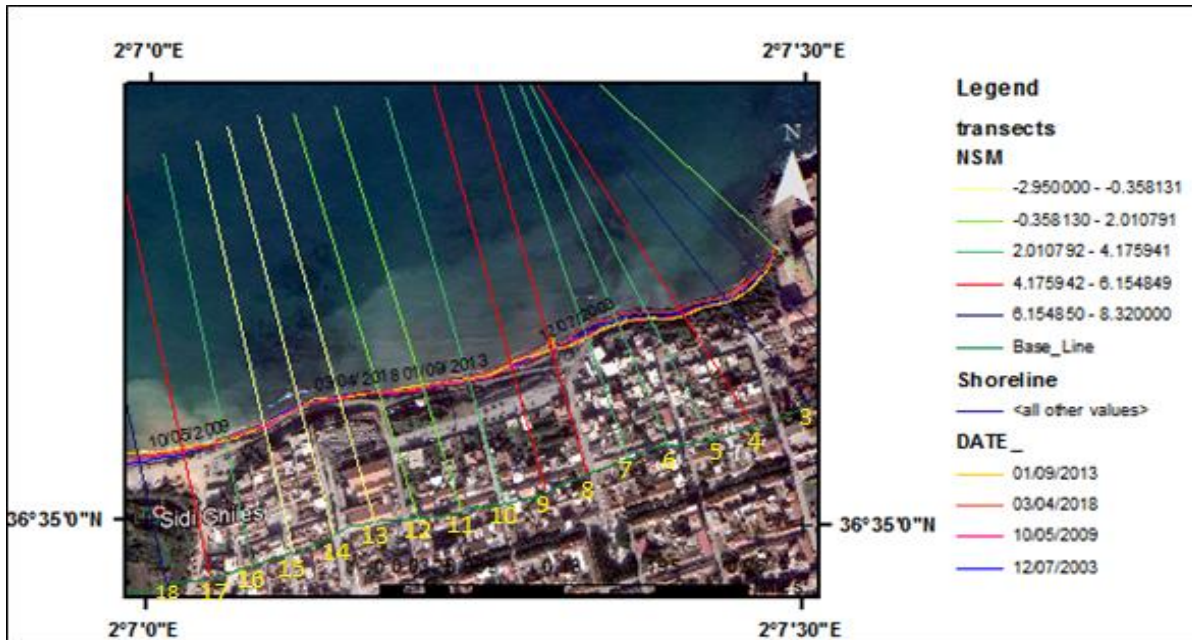 2°7'0"E
2°7'30"E
N
12/07/2003
03/04/2018 01/09/2013
10/05/2009
Sidi Ghiles
3
4
5
6
7
8
9
10
11
12
13
14
15
16
17
18
36°35'0"N
36°35'0"N
2°7'0"E
2°7'30"E
Legend
transects
NSM
-2.950000 - -0.358131
-0.358130 - 2.010791
2.010792 - 4.175941
4.175942 - 6.154849
6.154850 - 8.320000
Base_Line
Shoreline
<all other values>
DATE_
01/09/2013
03/04/2018
10/05/2009
12/07/2003